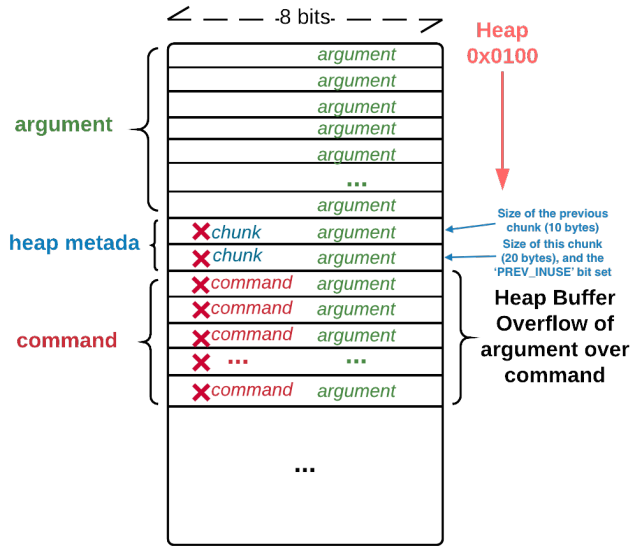 -8 bits-
Heap
0x0100
argument
argument
argument
argument
argument
argument
...
argument
heap metada
chunk argument
chunk argument
Size of the previous
chunk (10 bytes)
Size of this chunk
(20 bytes), and the
‘PREV_INUSE’ bit set
command
command argument
command argument
command argument
... ...
command argument
Heap Buffer
Overflow of
argument over
command
...